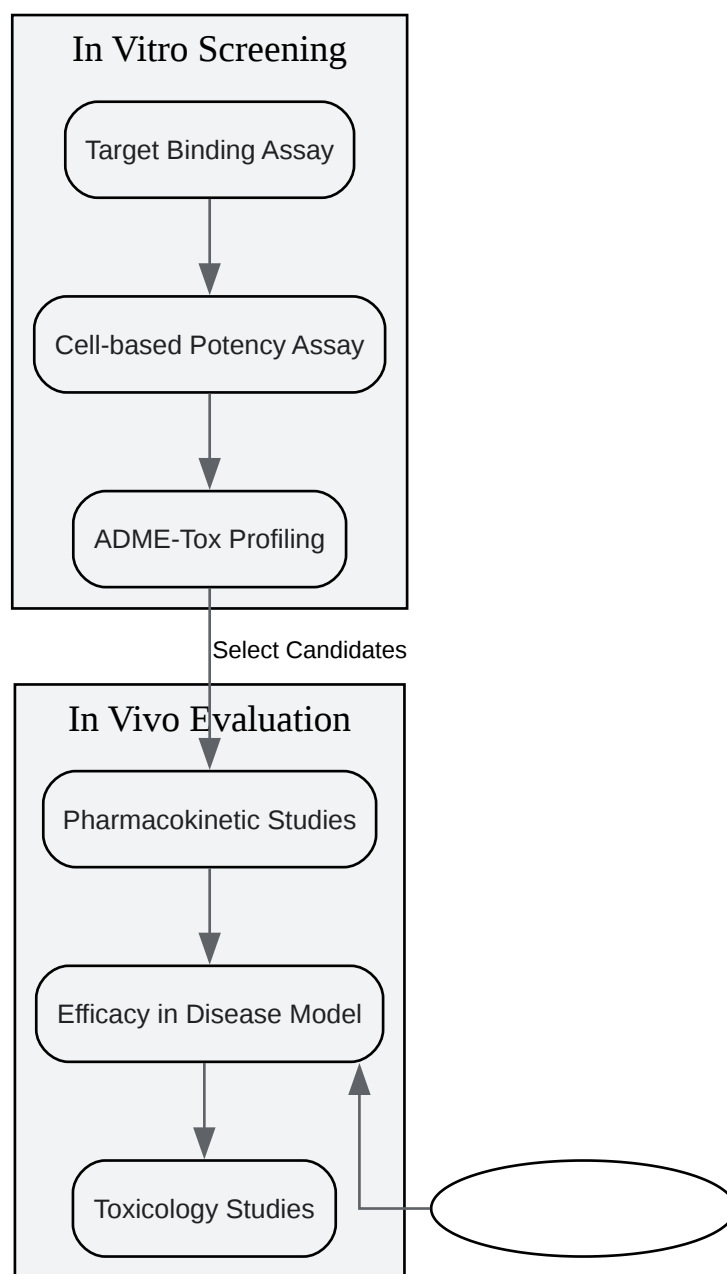 In Vitro Screening
Target Binding Assay
Cell-based Potency Assay
ADME-Tox Profiling
Select Candidates
In Vivo Evaluation
Pharmacokinetic Studies
Efficacy in Disease Model
Toxicology Studies